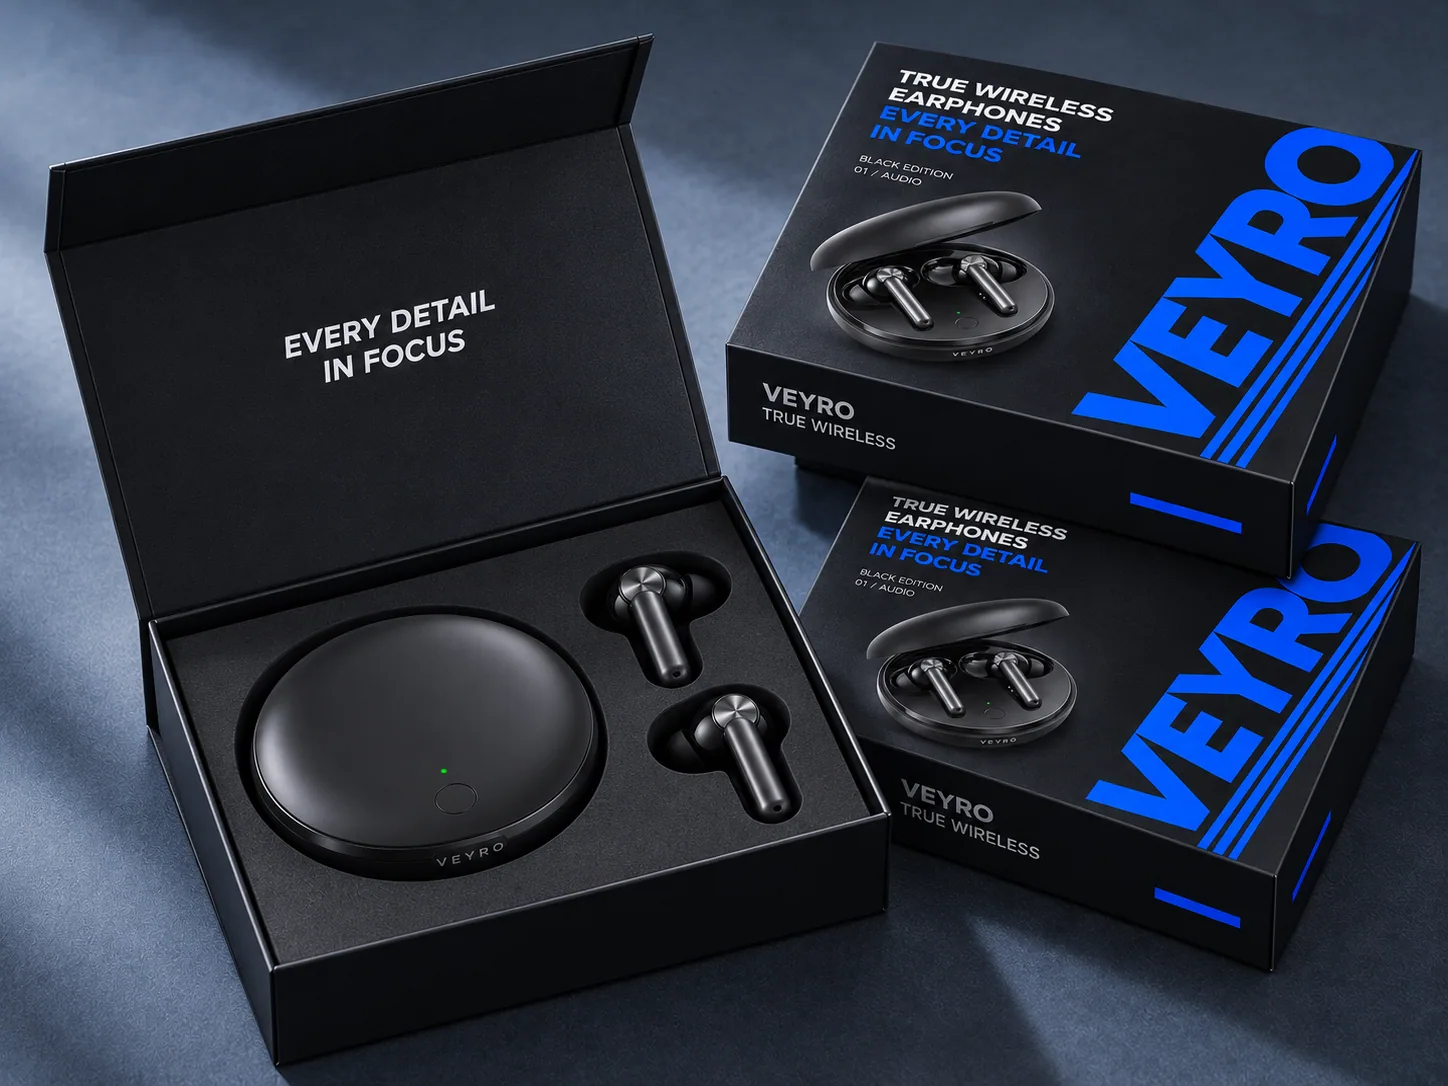 EVERY DETAIL
IN FOCUS
VEYRO
TRUE WIRELESS
EARPHONES
EVERY DETAIL
IN FOCUS
BLACK EDITION
01 / AUDIO
VEYRO
VEYRO
VEYRO
TRUE WIRELESS
TRUE WIRELESS
EARPHONES
EVERY DETAIL
IN FOCUS
BLACK EDITION
01 / AUDIO
VEYRO
VEYRO
VEYRO
TRUE WIRELESS